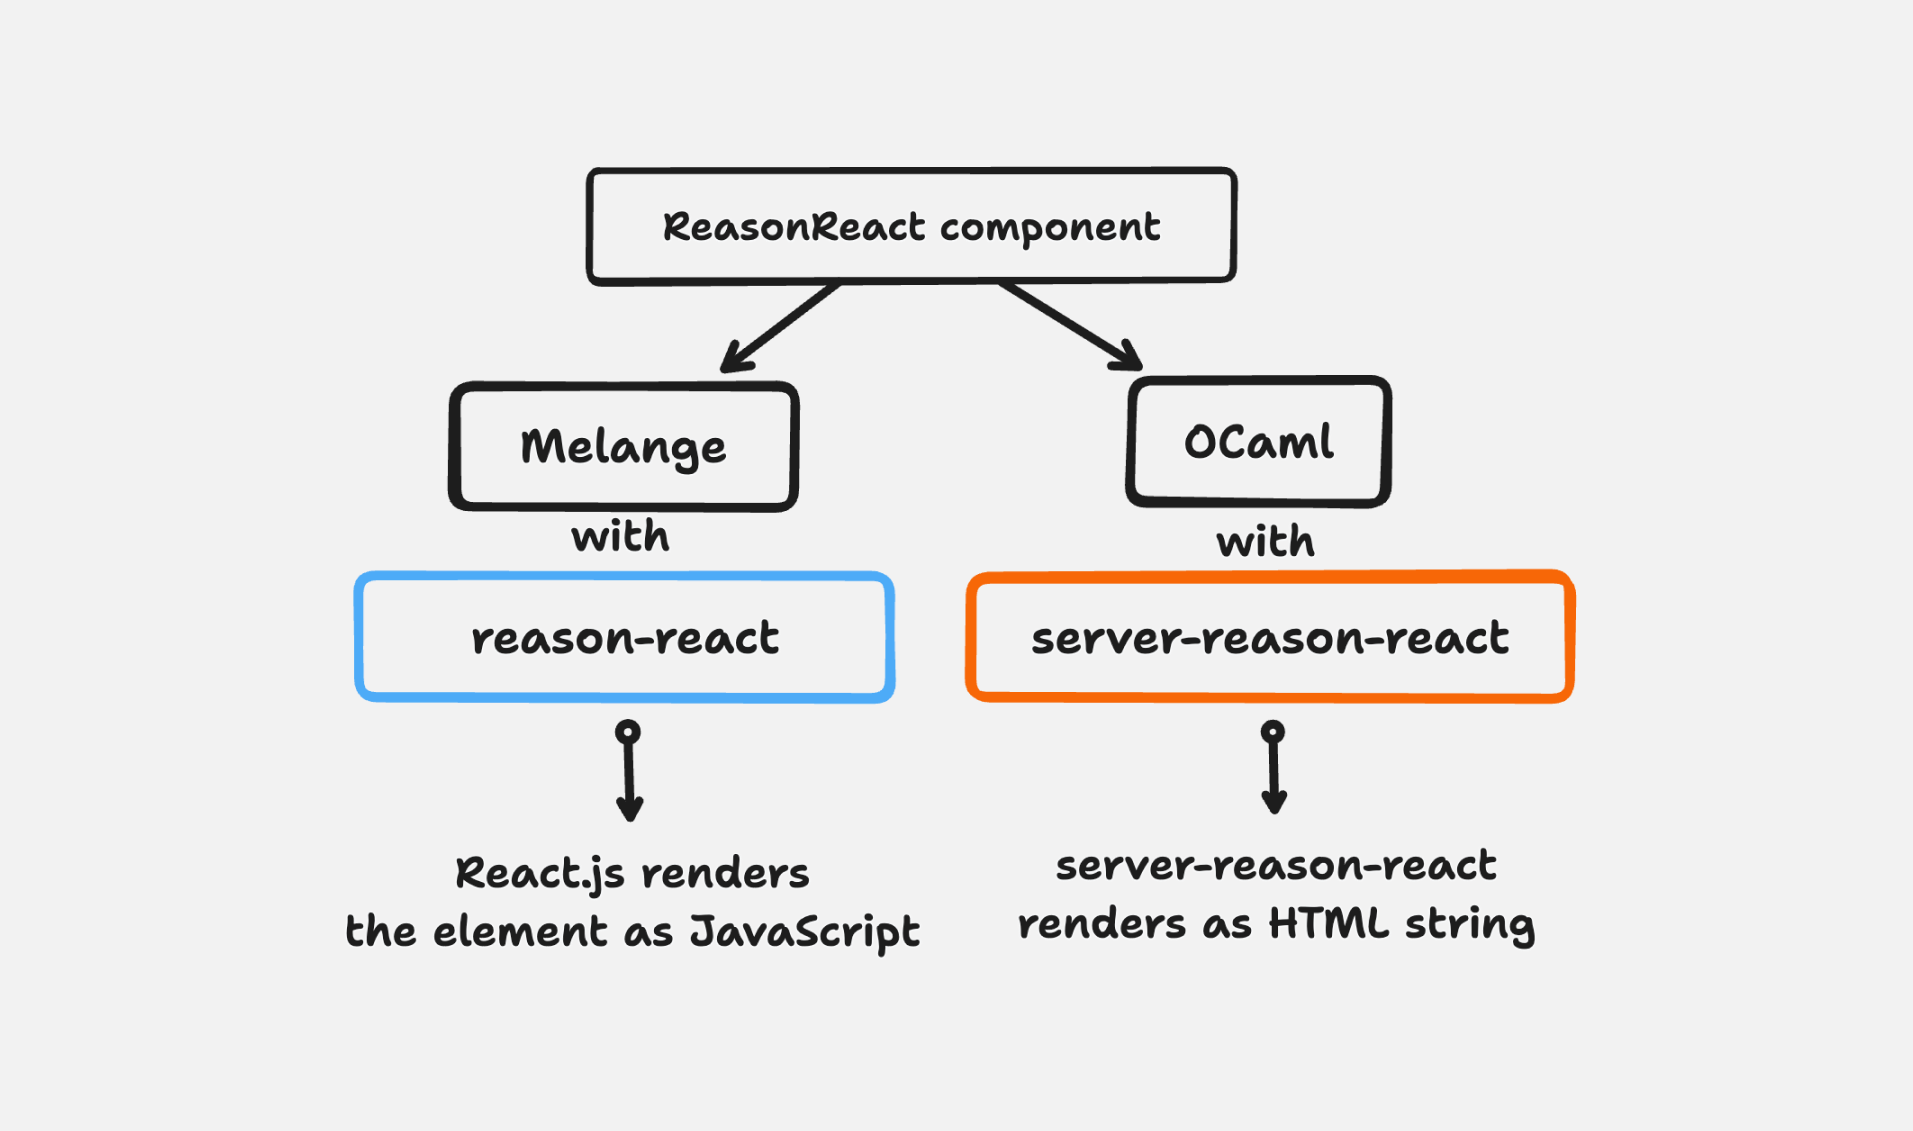 ReasonReact component
Melange
OCaml
with
with
reason-react
server-reason-react
React.js renders
the element as JavaScript
server-reason-react
renders as HTML string